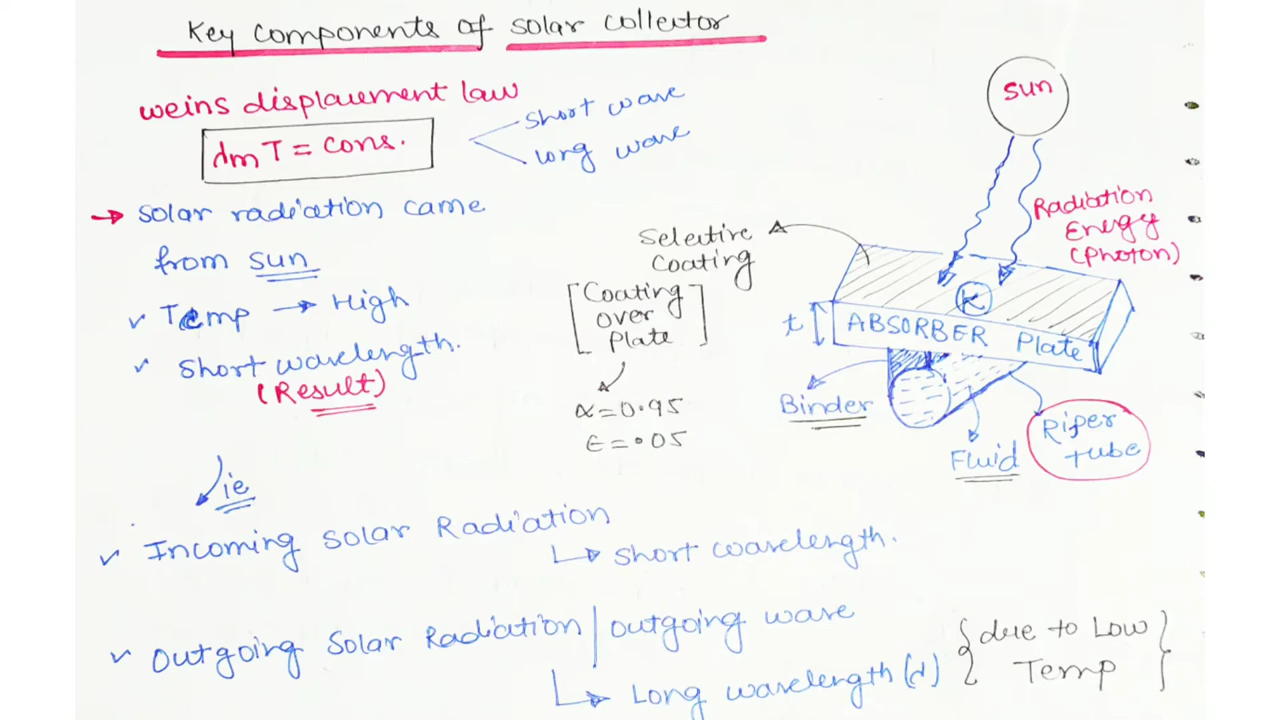 Key components of solar collector
weins displacement law
λmT = cons.
short wave
long wave
→ solar radiation came
from sun
✓ Temp → High
✓ short wavelength.
(Result)
ie
✓ Incoming solar Radiation
↳ short wavelength.
✓ Outgoing solar Radiation / outgoing wave
↳ Long wavelength (λ) { due to Low
Temp }
sun
Radiation
Energy
(Photon)
Selective
Coating
[Coating
over
Plate]
α=0.95
ε=.05
K
t
ABSORBER Plate
Binder
Fluid
Riper
tube